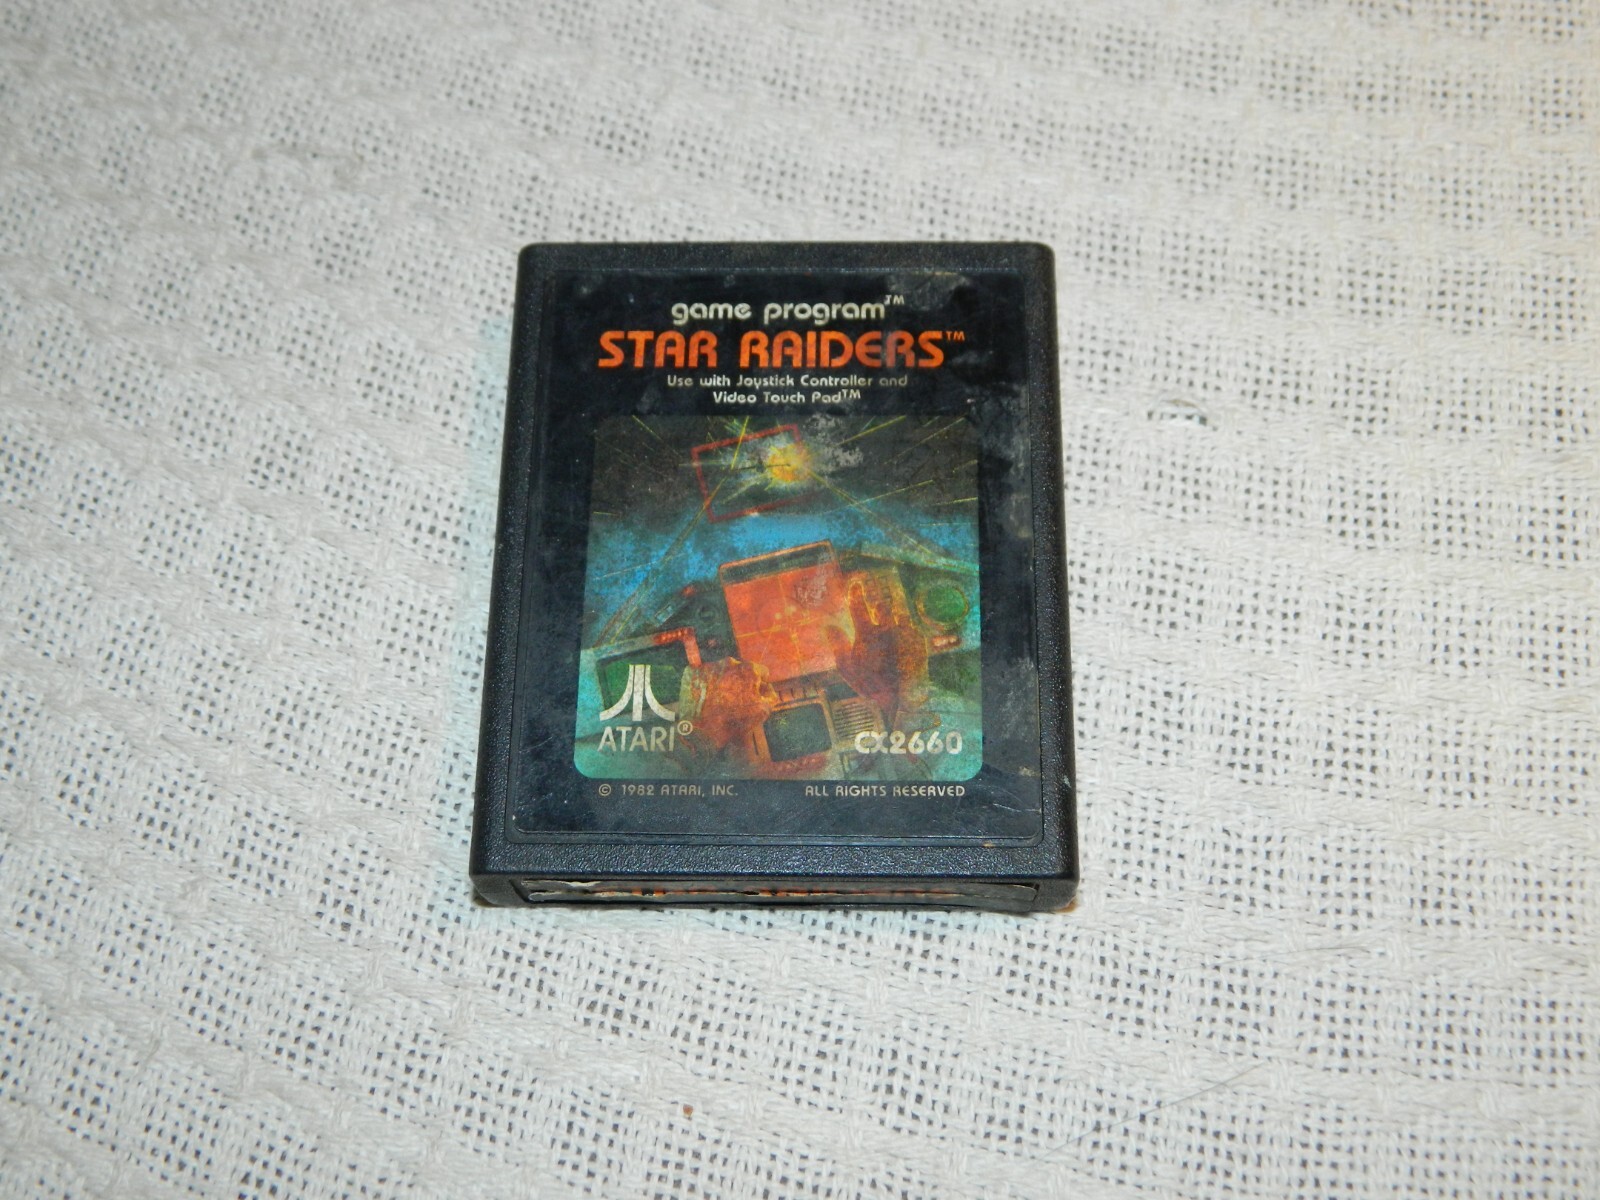 game program™
STAR RAIDERS™
Use with Joystick Controller and
Video Touch Pad™
ATARI®
CX2660
© 1982 ATARI, INC. ALL RIGHTS RESERVED